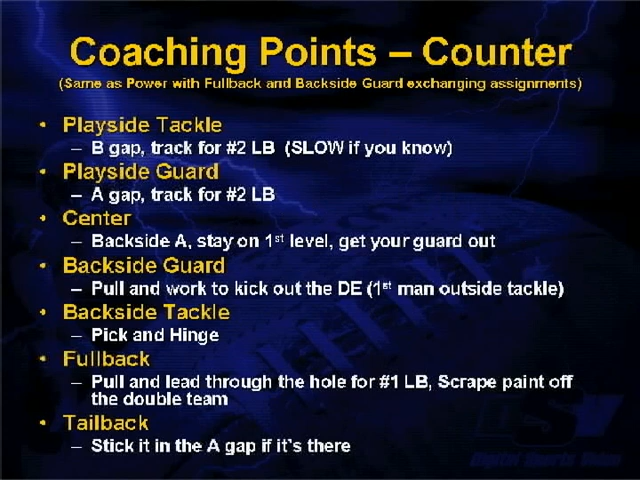 Coaching Points – Counter
(Same as Power with Fullback and Backside Guard exchanging assignments)
• Playside Tackle
– B gap, track for #2 LB (SLOW if you know)
• Playside Guard
– A gap, track for #2 LB
• Center
– Backside A, stay on 1st level, get your guard out
• Backside Guard
– Pull and work to kick out the DE (1st man outside tackle)
• Backside Tackle
– Pick and Hinge
• Fullback
– Pull and lead through the hole for #1 LB, Scrape paint off
the double team
• Tailback
– Stick it in the A gap if it's there
DSV
Digital Sports Video